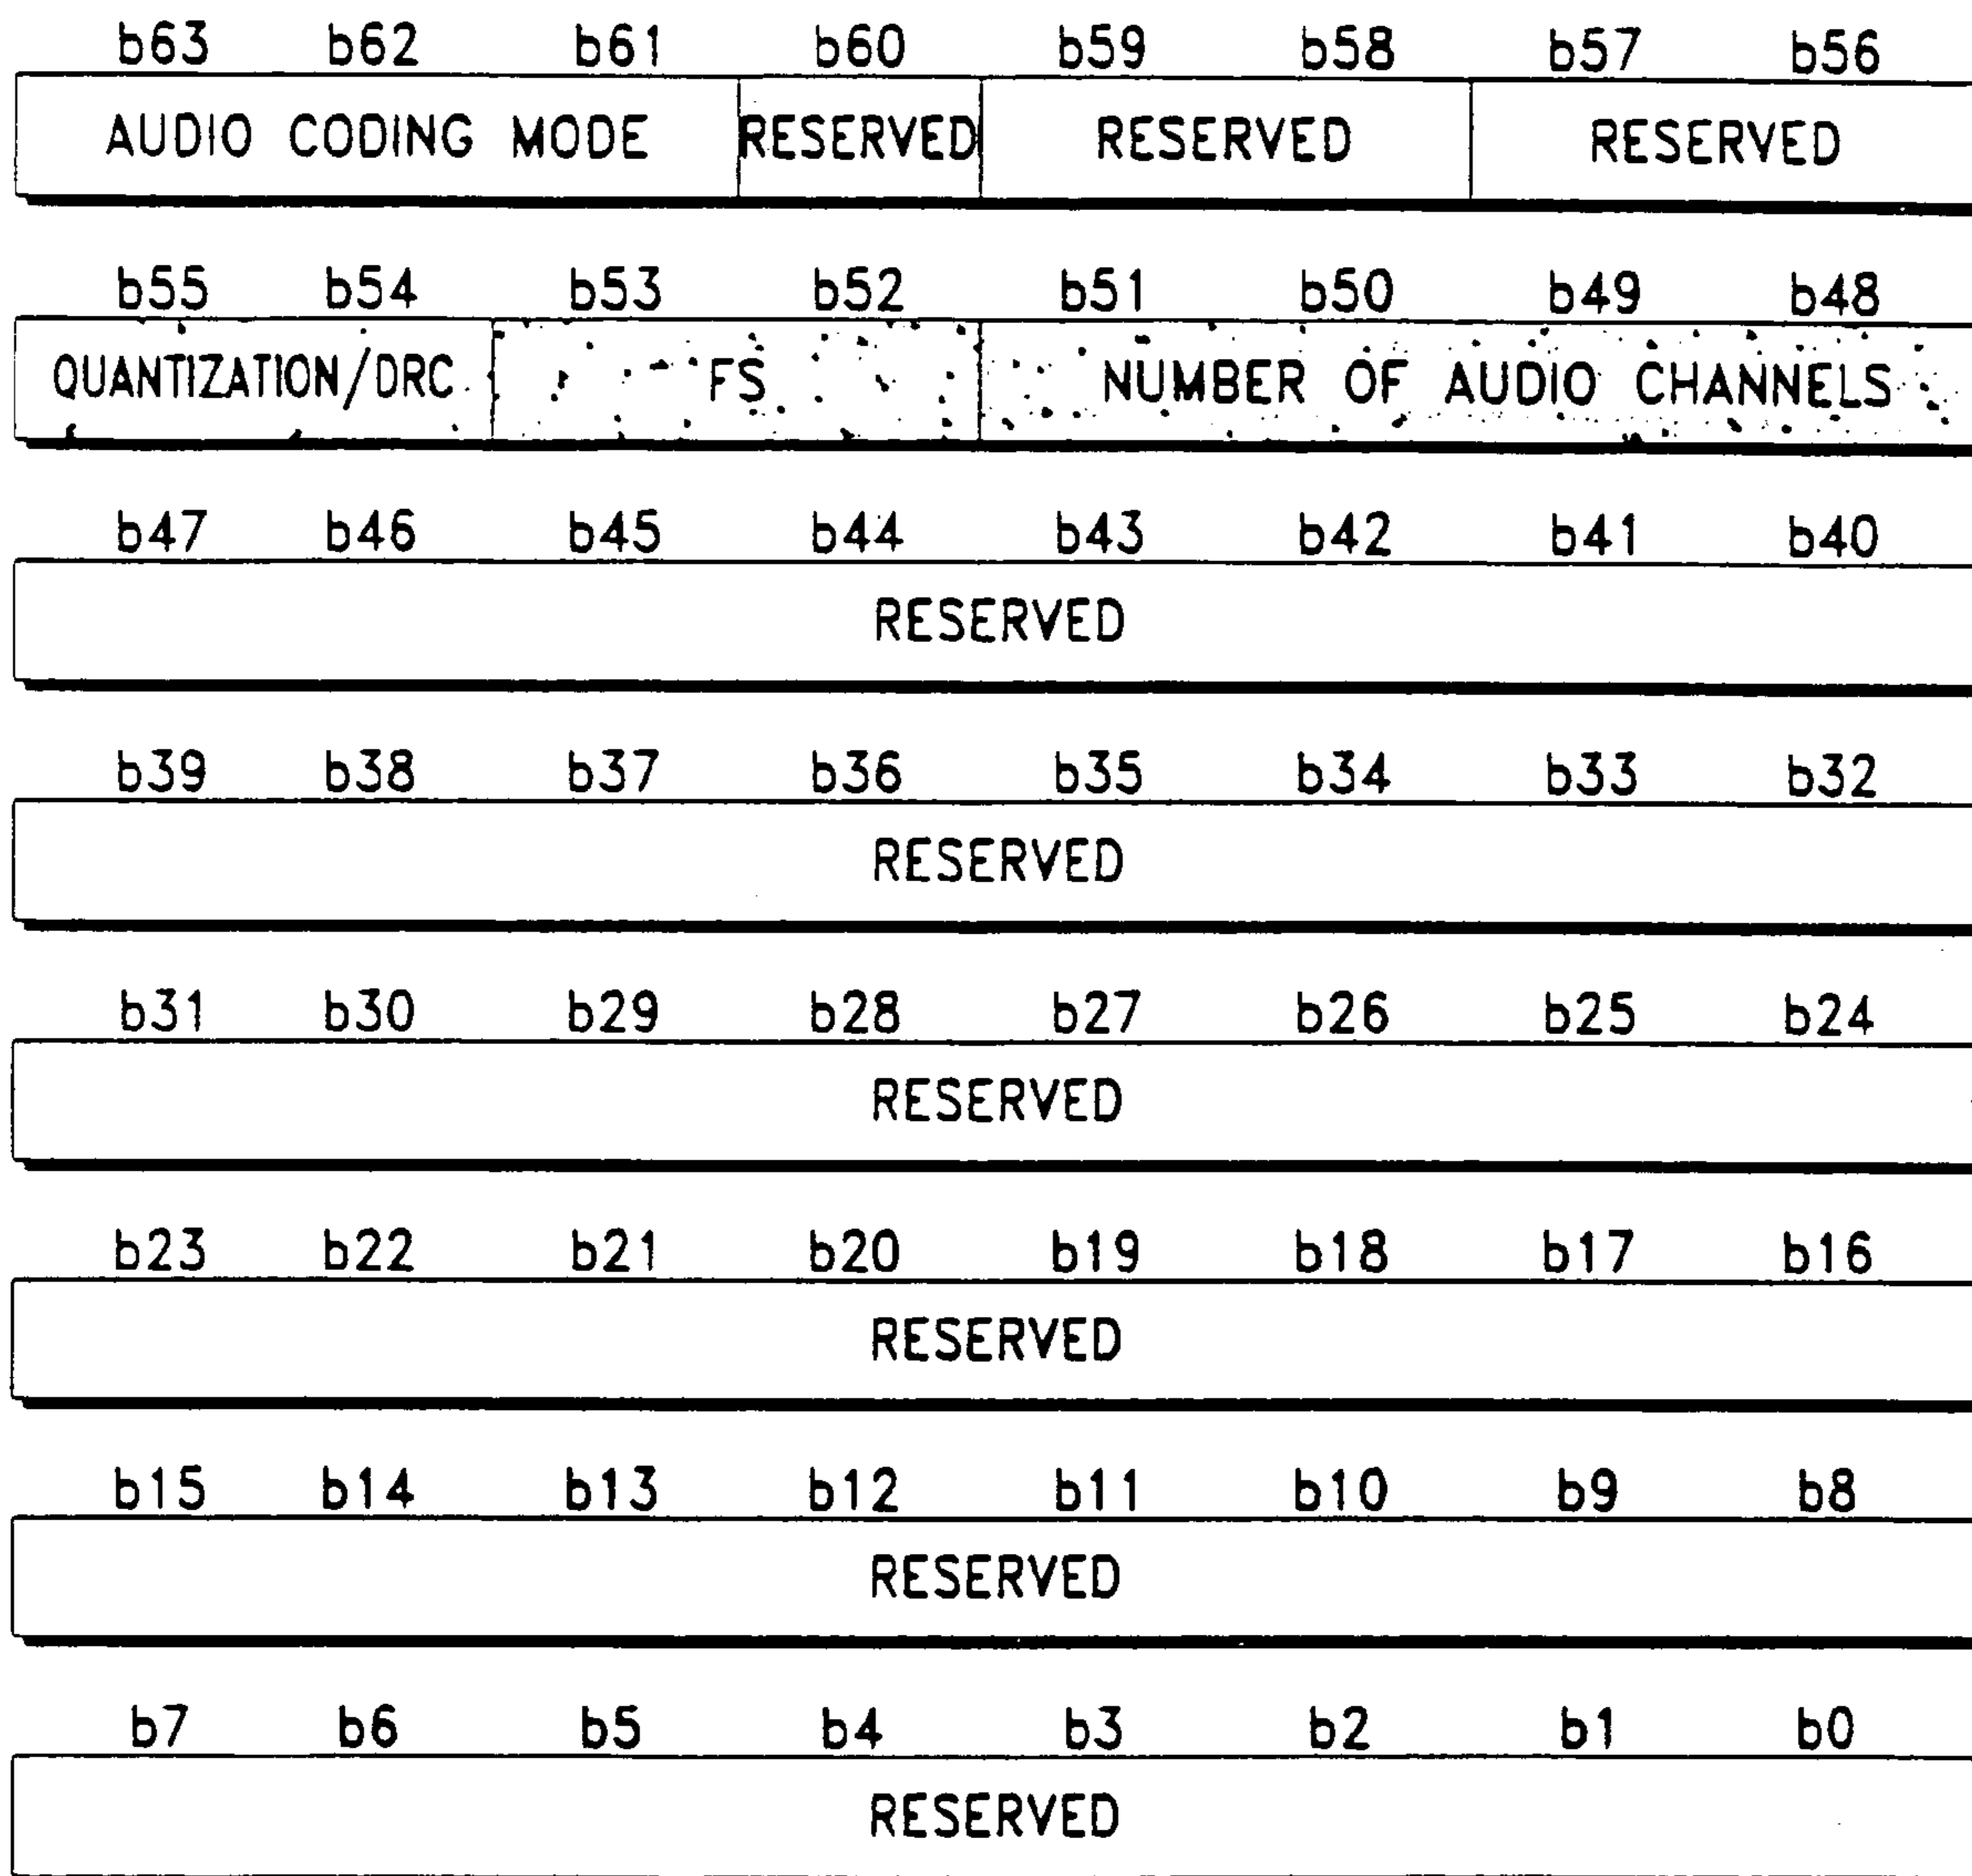 b63 b62 b61 b60 b59 b58 b57 b56
AUDIO CODING MODE RESERVED RESERVED RESERVED
b55 b54 b53 b52 b51 b50 b49 b48
QUANTIZATION/DRC FS NUMBER OF AUDIO CHANNELS
b47 b46 b45 b44 b43 b42 b41 b40
RESERVED
b39 b38 b37 b36 b35 b34 b33 b32
RESERVED
b31 b30 b29 b28 b27 b26 b25 b24
RESERVED
b23 b22 b21 b20 b19 b18 b17 b16
RESERVED
b15 b14 b13 b12 b11 b10 b9 b8
RESERVED
b7 b6 b5 b4 b3 b2 b1 b0
RESERVED